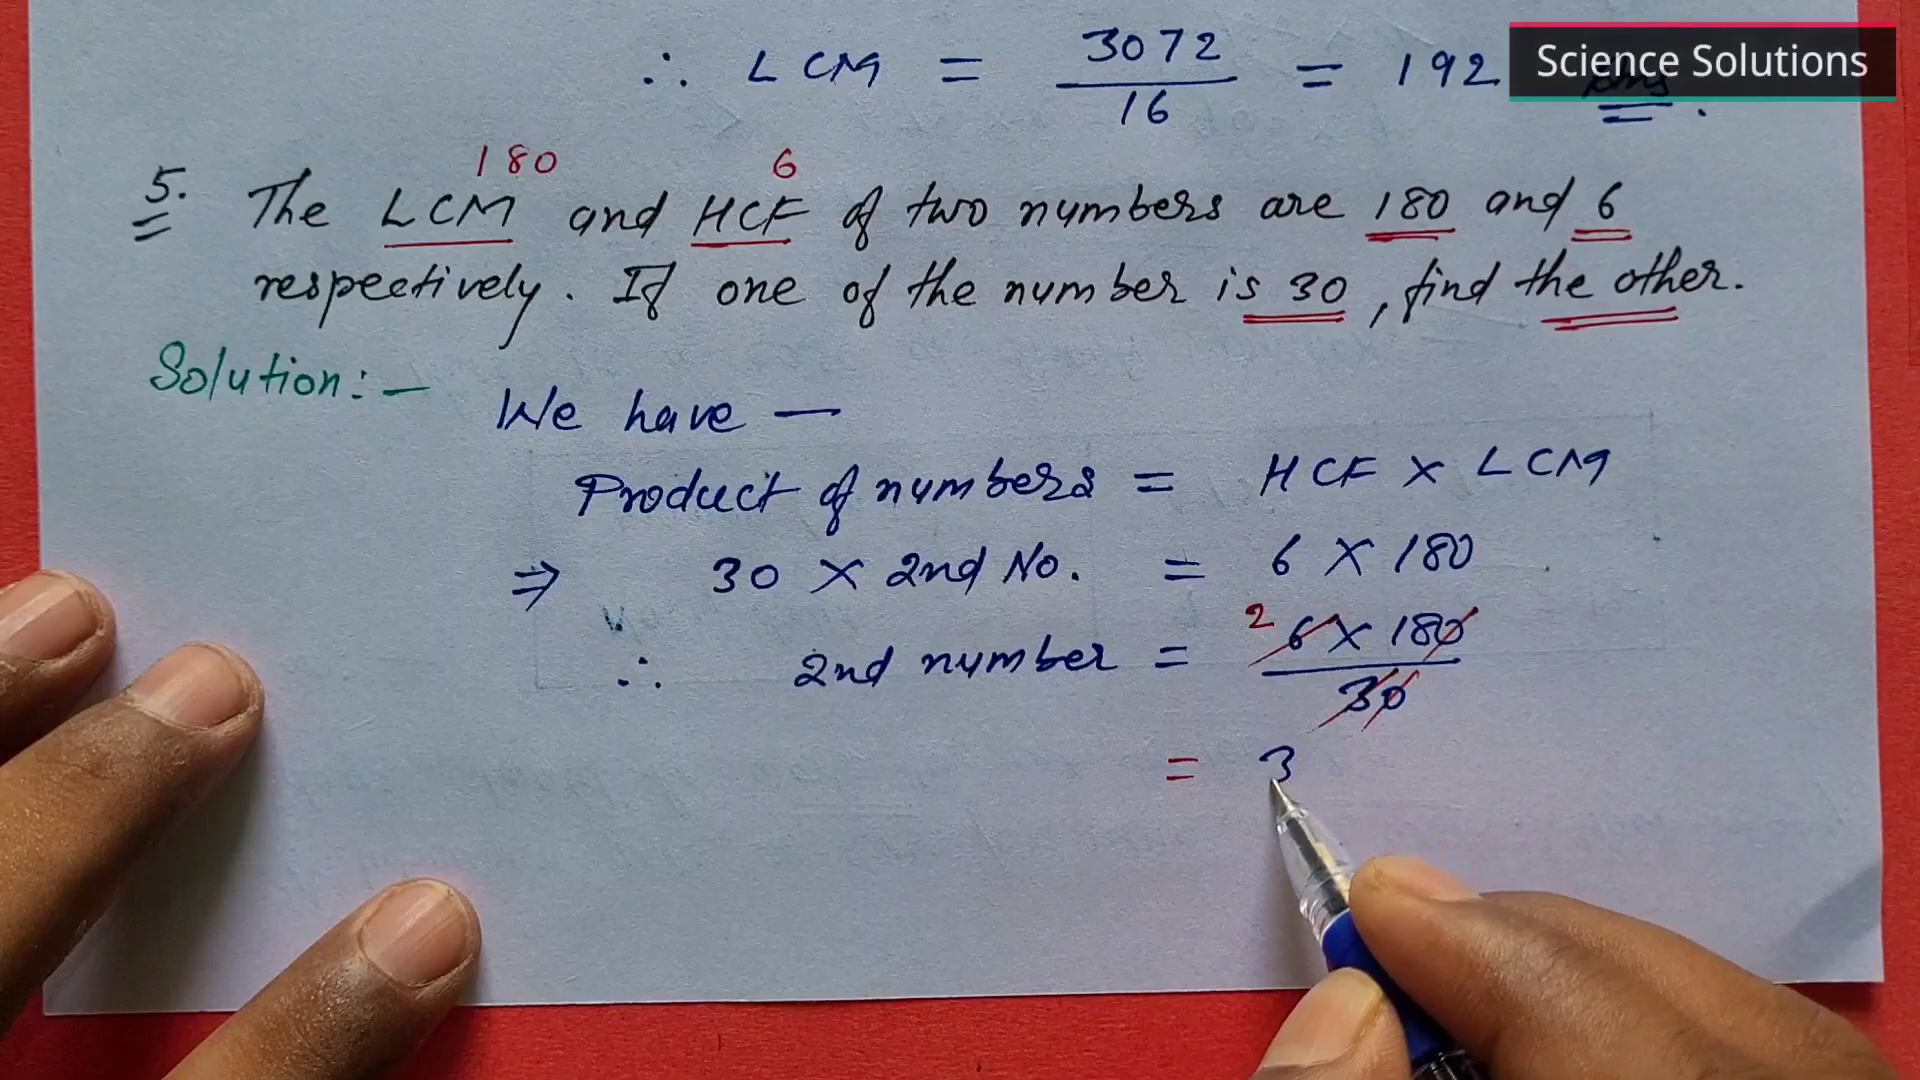 ∴ LCM = 3072/16 = 192
Science Solutions
180 6
5. The LCM and HCF of two numbers are 180 and 6
respectively. If one of the number is 30, find the other.
Solution:-
We have —
Product of numbers = HCF × LCM
⇒ 30 × 2nd No. = 6 × 180
2
∴ 2nd number = 6 × 180/30
= 3